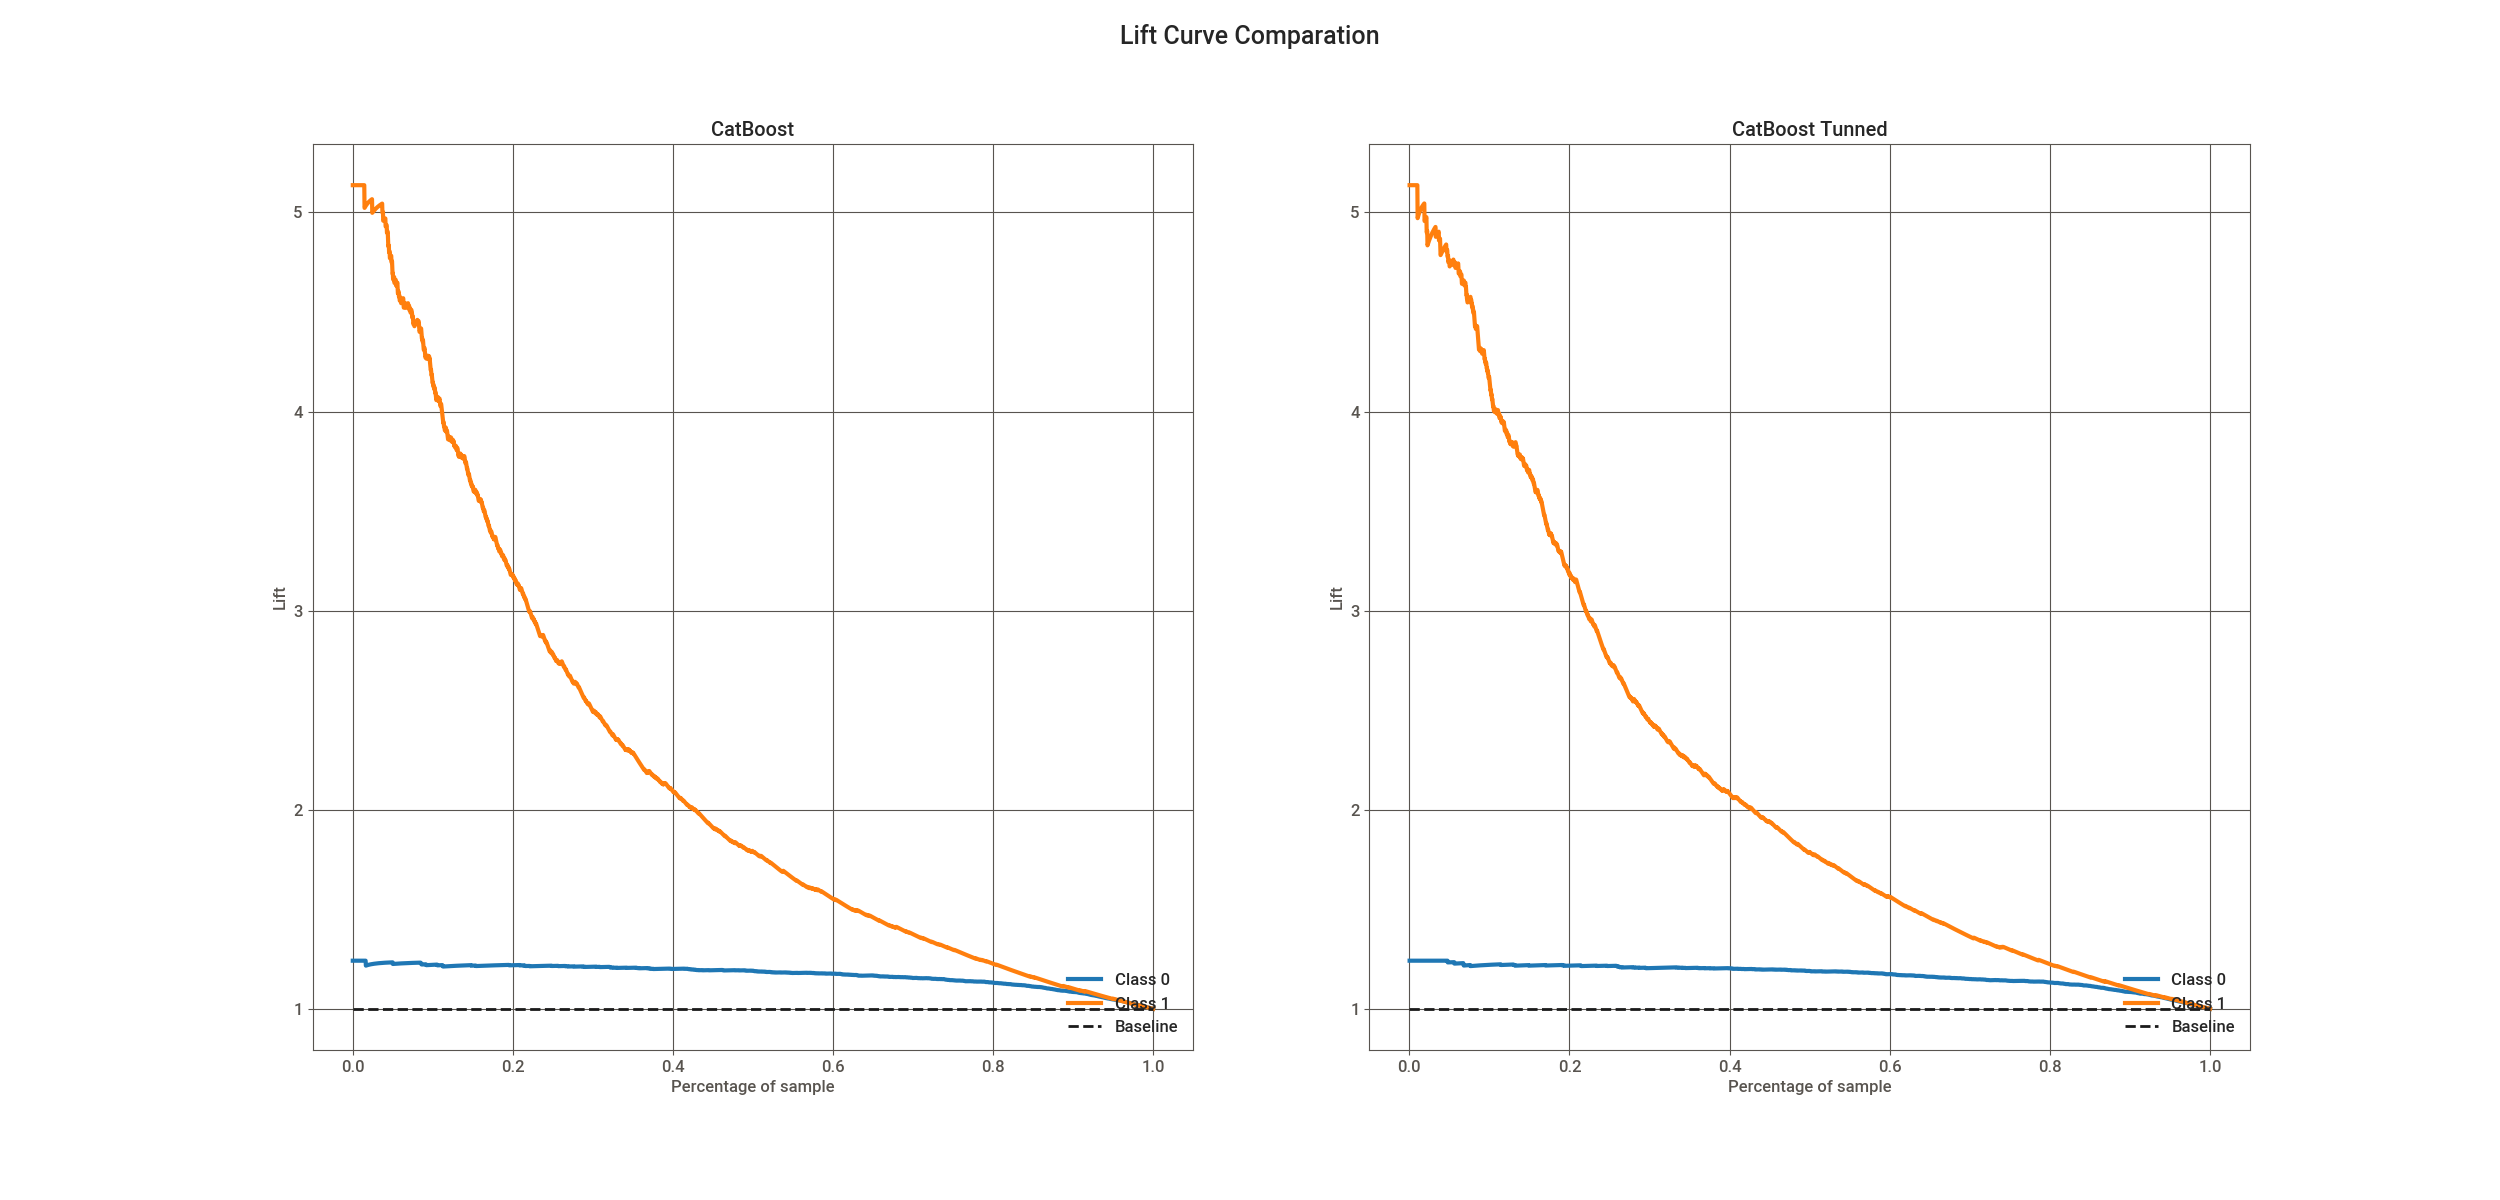 Lift Curve Comparation
CatBoost
5
4
3
2
1
Lift
0.0 0.2 0.4 0.6 0.8 1.0
Percentage of sample
Class 0
Class 1
Baseline
CatBoost Tunned
5
4
3
2
1
Lift
0.0 0.2 0.4 0.6 0.8 1.0
Percentage of sample
Class 0
Class 1
Baseline